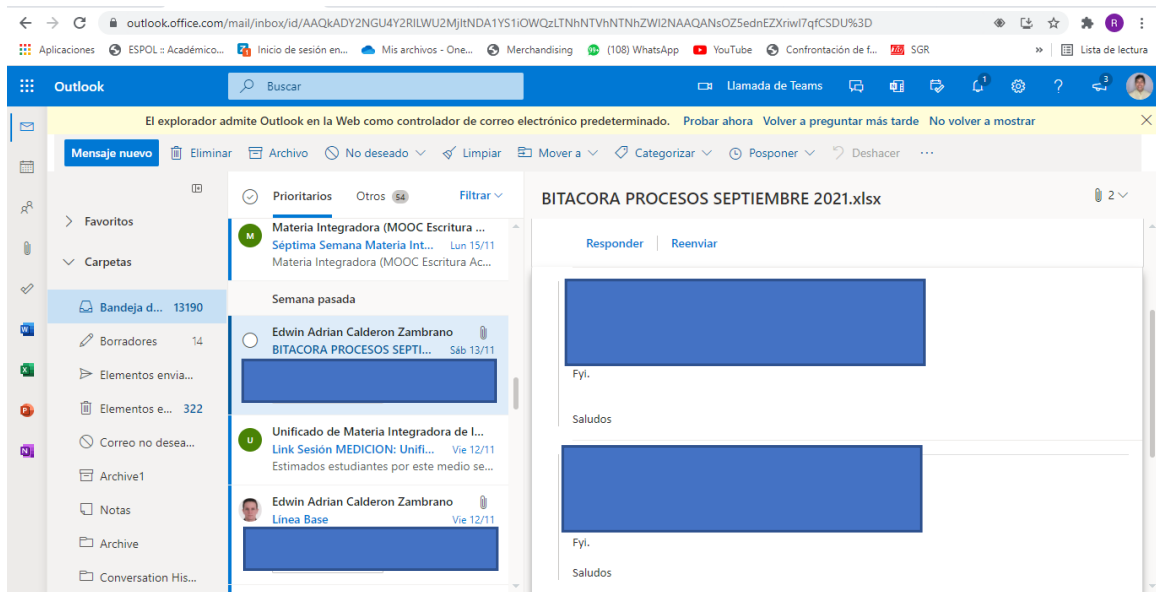 outlook.office.com/mail/inbox/id/AAQkADY2NGU4Y2RlLWU2MjItNDA1YS1iOWQzLTNhNTVhNTNhZWI2NAAQANsOZ5ednEZXriwI7qfCSDU%3D
R
Aplicaciones ESPOL :: Académico... Inicio de sesión en... Mis archivos - One... Merchandising (108) WhatsApp YouTube Confrontación de f... SGR » Lista de lectura
Outlook Buscar Llamada de Teams 1 ? 3
El explorador admite Outlook en la Web como controlador de correo electrónico predeterminado. Probar ahora Volver a preguntar más tarde No volver a mostrar
Mensaje nuevo Eliminar Archivo No deseado Limpiar Mover a Categorizar Posponer Deshacer ...
Favoritos
Carpetas
Bandeja d... 13190
Borradores 14
Elementos envia...
Elementos e... 322
Correo no desea...
Archive1
Notas
Archive
Conversation His...
Prioritarios Otros 54 Filtrar
M
Materia Integradora (MOOC Escritura ...
Séptima Semana Materia Int... Lun 15/11
Materia Integradora (MOOC Escritura Ac...
Semana pasada
Edwin Adrian Calderon Zambrano
BITACORA PROCESOS SEPTI... Sáb 13/11
U
Unificado de Materia Integradora de I...
Link Sesión MEDICION: Unifi... Vie 12/11
Estimados estudiantes por este medio se...
Edwin Adrian Calderon Zambrano
Línea Base Vie 12/11
BITACORA PROCESOS SEPTIEMBRE 2021.xlsx 2
Responder Reenviar
Fyi.
Saludos
Fyi.
Saludos